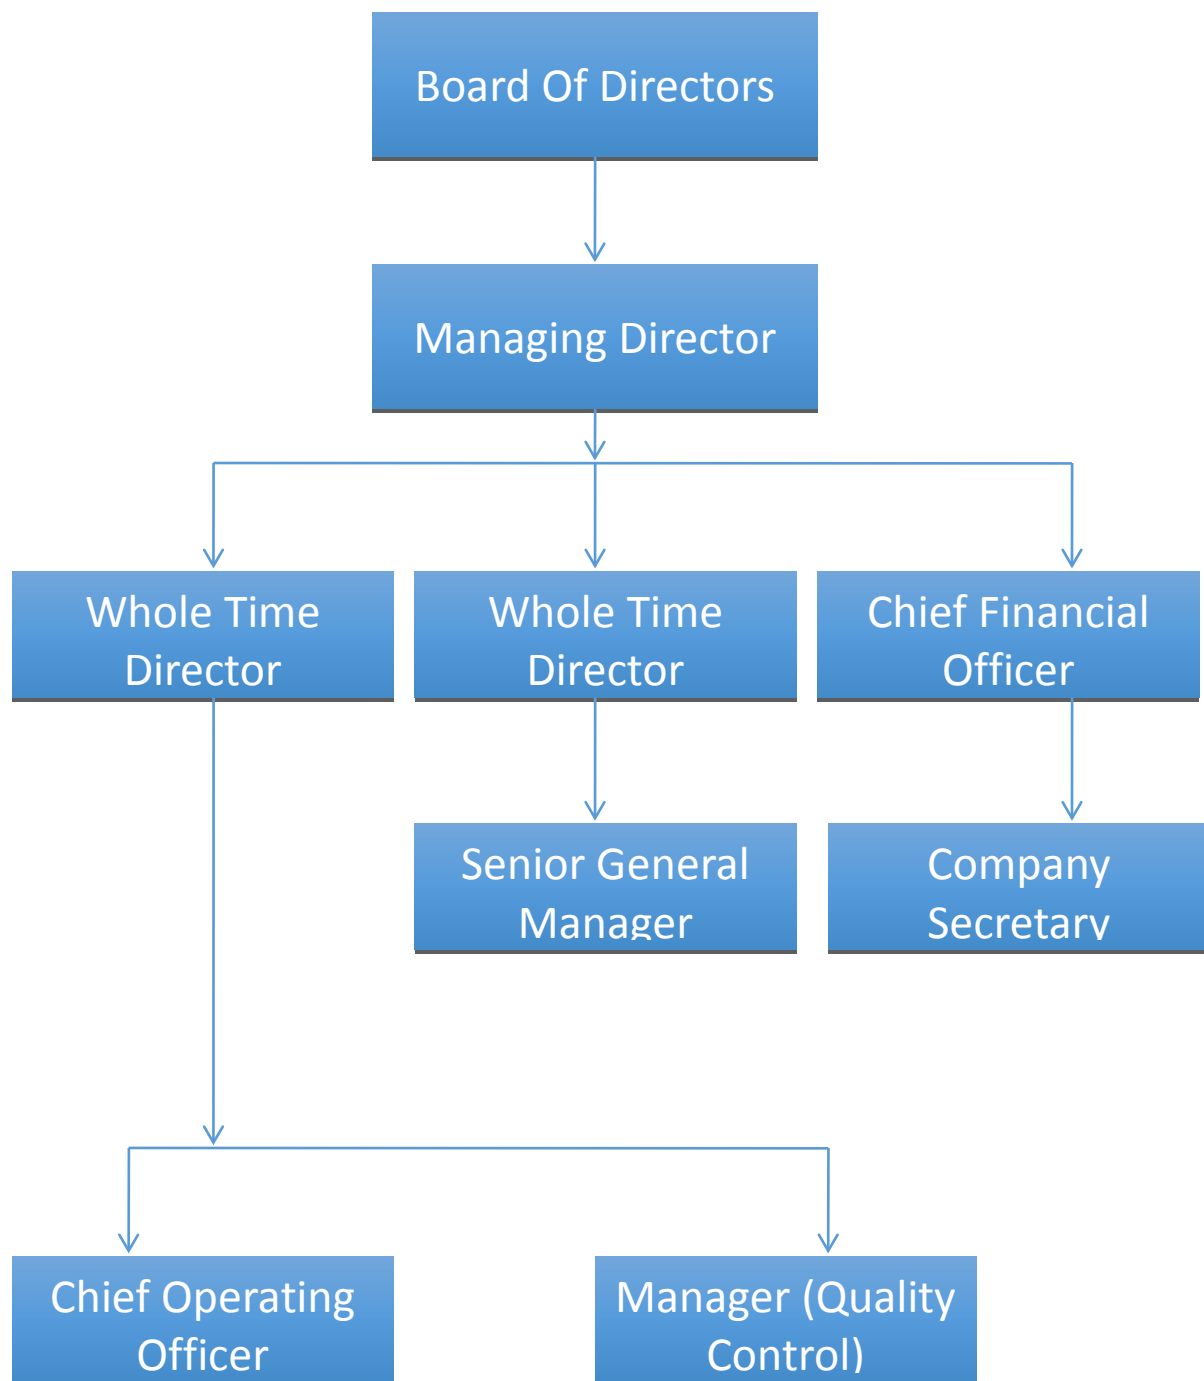 Board Of Directors
Managing Director
Whole Time
Director
Whole Time
Director
Chief Financial
Officer
Senior General
Manager
Company
Secretary
Chief Operating
Officer
Manager (Quality
Control)